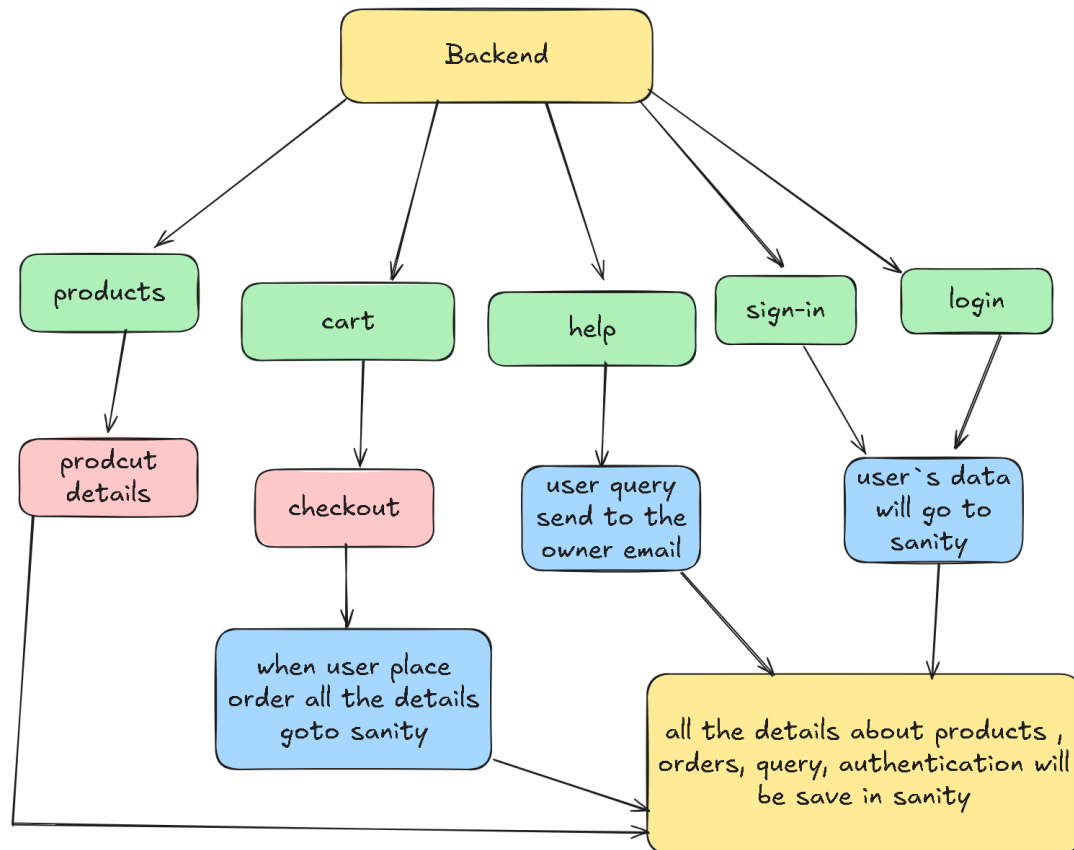 Backend
products
cart
help
sign-in
login
prodcut
details
checkout
user query
send to the
owner email
user`s data
will go to
sanity
when user place
order all the details
goto sanity
all the details about products ,
orders, query, authentication will
be save in sanity